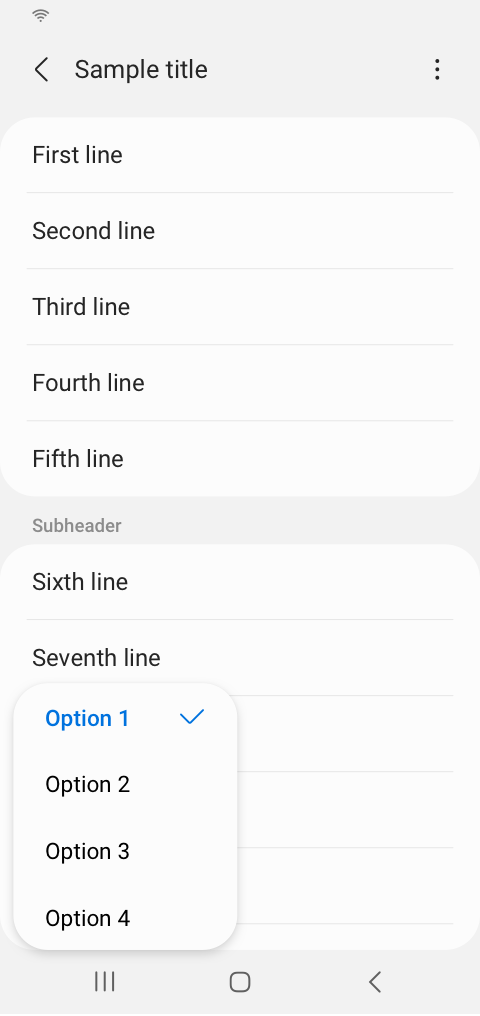 Sample title
First line
Second line
Third line
Fourth line
Fifth line
Subheader
Sixth line
Seventh line
Option 1
Option 2
Option 3
Option 4